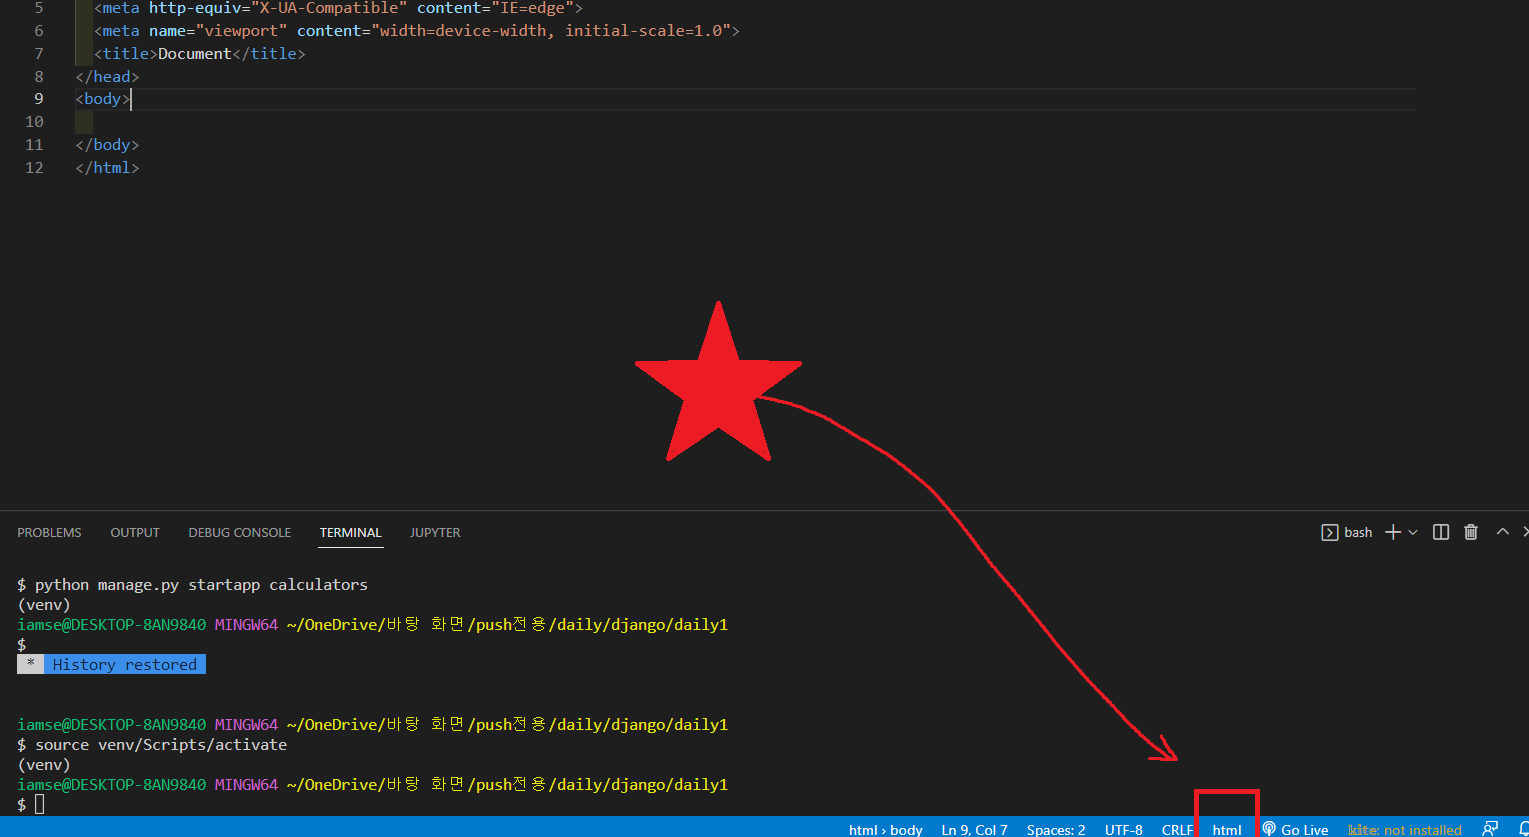 5 <meta http-equiv="X-UA-Compatible" content="IE=edge">
6 <meta name="viewport" content="width=device-width, initial-scale=1.0">
7 <title>Document</title>
8 </head>
9 <body>
10
11 </body>
12 </html>
PROBLEMS OUTPUT DEBUG CONSOLE TERMINAL JUPYTER bash
$ python manage.py startapp calculators
(venv)
iamse@DESKTOP-8AN9840 MINGW64 ~/OneDrive/바탕 화면/push전용/daily/django/daily1
$
* History restored
iamse@DESKTOP-8AN9840 MINGW64 ~/OneDrive/바탕 화면/push전용/daily/django/daily1
$ source venv/Scripts/activate
(venv)
iamse@DESKTOP-8AN9840 MINGW64 ~/OneDrive/바탕 화면/push전용/daily/django/daily1
$
html › body Ln 9, Col 7 Spaces: 2 UTF-8 CRLF html Go Live kite: not installed